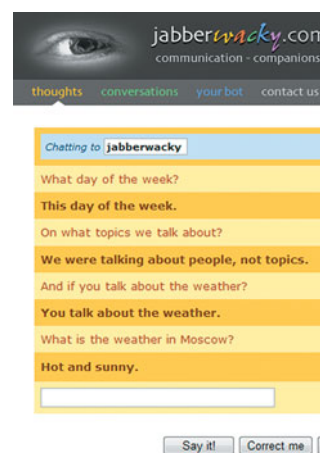 jabberwacky.com
communication - companions
thoughts conversations your bot contact us
Chatting to jabberwacky
What day of the week?
This day of the week.
On what topics we talk about?
We were talking about people, not topics.
And if you talk about the weather?
You talk about the weather.
What is the weather in Moscow?
Hot and sunny.
Say it! Correct me